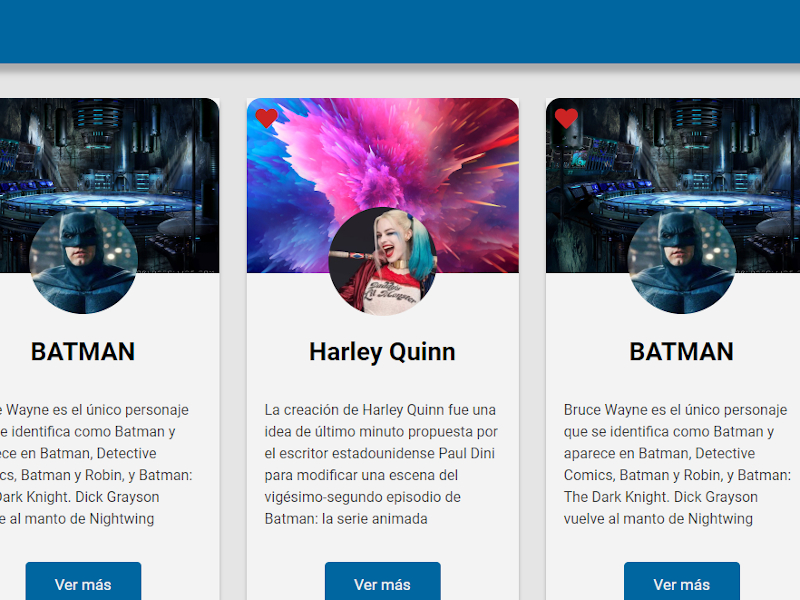 BATMAN
e Wayne es el único personaje
e identifica como Batman y
ece en Batman, Detective
cs, Batman y Robin, y Batman:
Dark Knight. Dick Grayson
e al manto de Nightwing
Ver más
Harley Quinn
La creación de Harley Quinn fue una
idea de último minuto propuesta por
el escritor estadounidense Paul Dini
para modificar una escena del
vigésimo-segundo episodio de
Batman: la serie animada
Ver más
BATMAN
Bruce Wayne es el único personaje
que se identifica como Batman y
aparece en Batman, Detective
Comics, Batman y Robin, y Batman:
The Dark Knight. Dick Grayson
vuelve al manto de Nightwing
Ver más